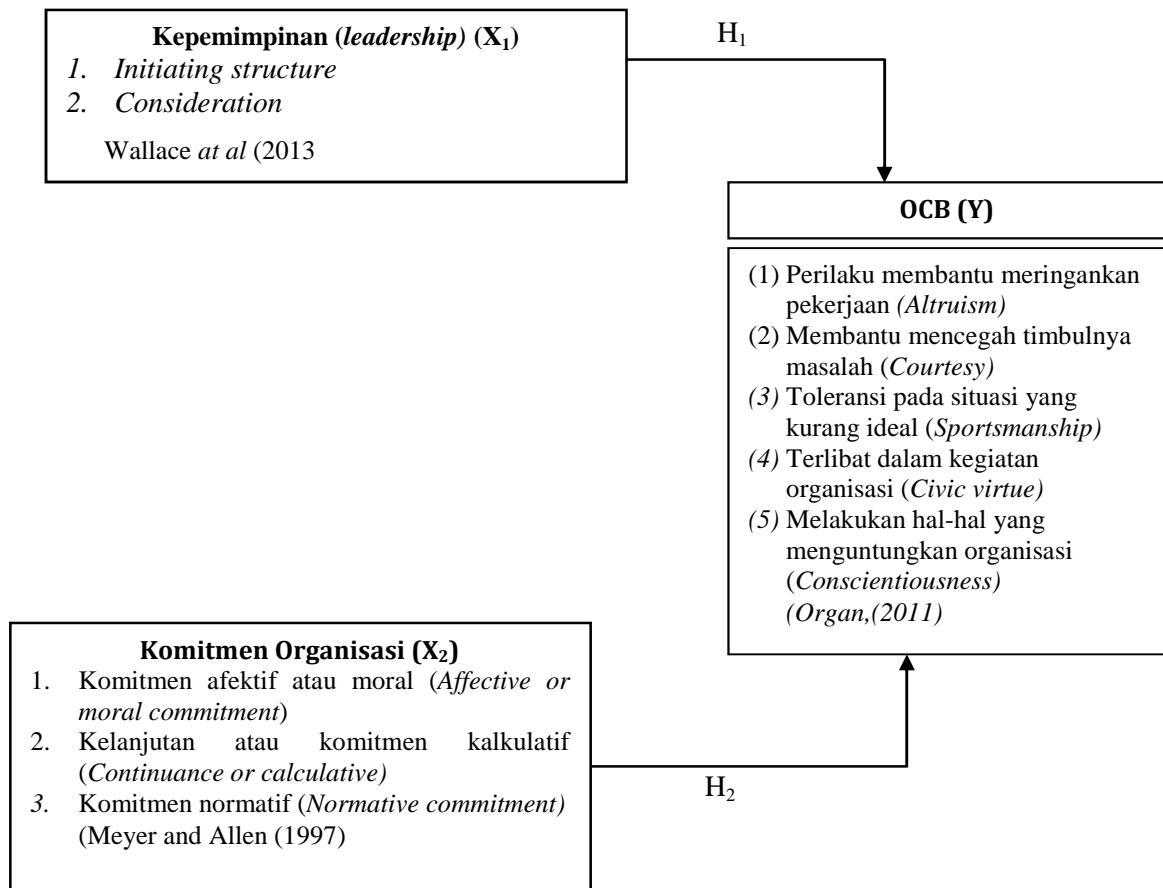 Kepemimpinan (leadership) (X₁)
1. Initiating structure
2. Consideration
Wallace at al (2013
H₁
OCB (Y)
(1) Perilaku membantu meringankan
pekerjaan (Altruism)
(2) Membantu mencegah timbulnya
masalah (Courtesy)
(3) Toleransi pada situasi yang
kurang ideal (Sportsmanship)
(4) Terlibat dalam kegiatan
organisasi (Civic virtue)
(5) Melakukan hal-hal yang
menguntungkan organisasi
(Conscientiousness)
(Organ,(2011)
Komitmen Organisasi (X₂)
1. Komitmen afektif atau moral (Affective or
moral commitment)
2. Kelanjutan atau komitmen kalkulatif
(Continuance or calculative)
3. Komitmen normatif (Normative commitment)
(Meyer and Allen (1997)
H₂